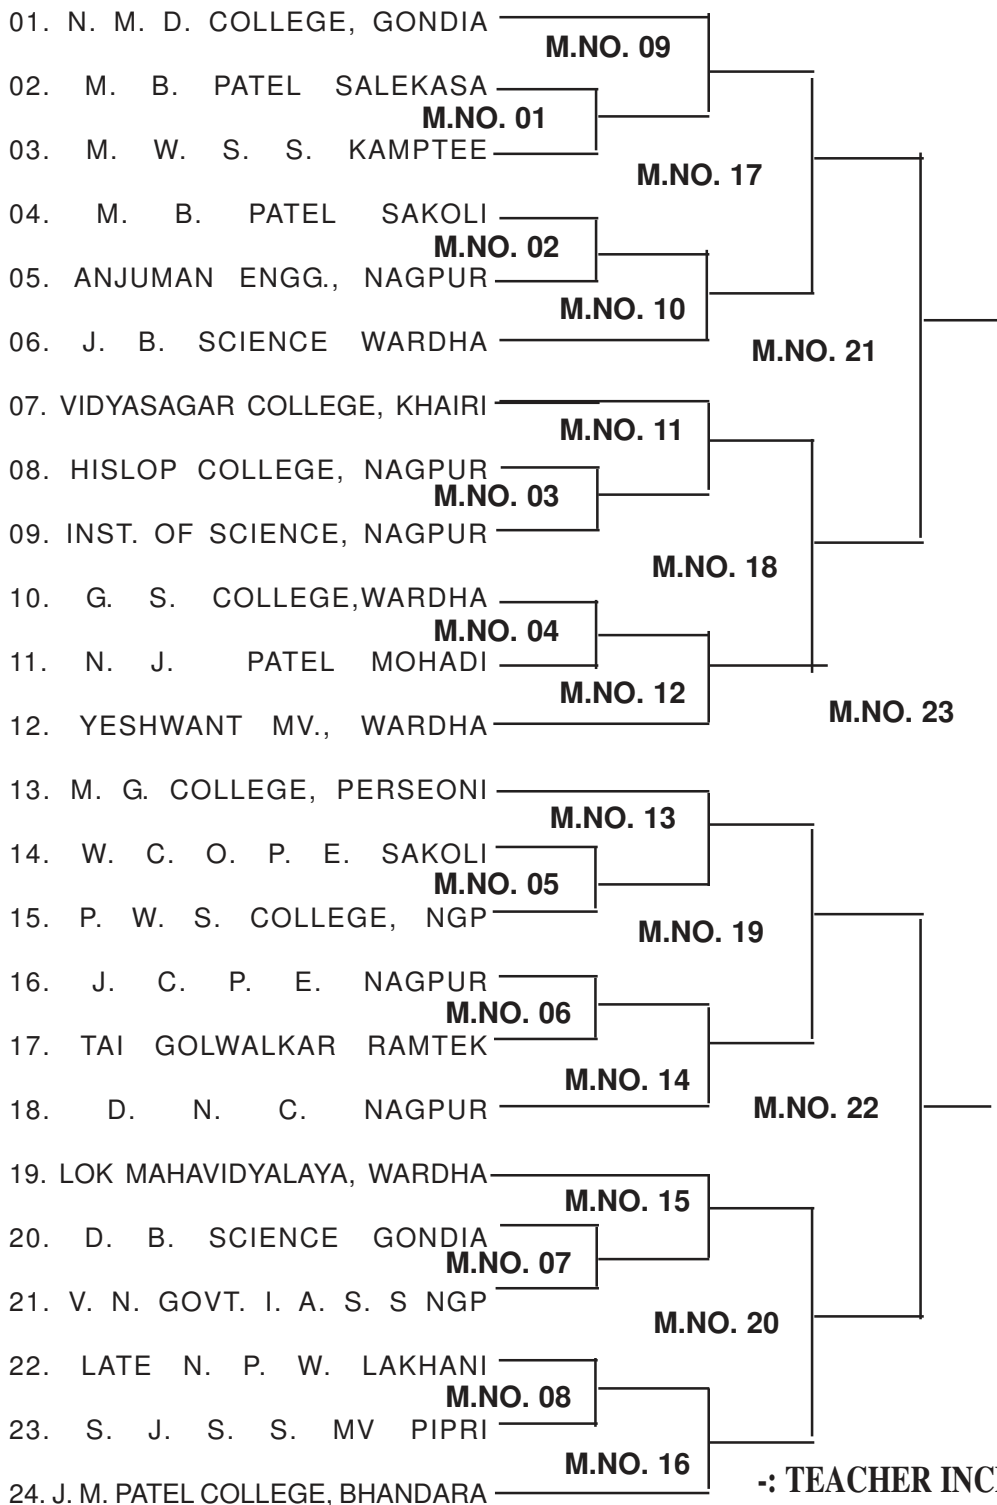 01. N. M. D. COLLEGE, GONDIA
M.NO. 09
02. M. B. PATEL SALEKASA
M.NO. 01
03. M. W. S. S. KAMPTEE
M.NO. 17
04. M. B. PATEL SAKOLI
M.NO. 02
05. ANJUMAN ENGG., NAGPUR
M.NO. 10
06. J. B. SCIENCE WARDHA
M.NO. 21
07. VIDYASAGAR COLLEGE, KHAIRI
M.NO. 11
08. HISLOP COLLEGE, NAGPUR
M.NO. 03
09. INST. OF SCIENCE, NAGPUR
M.NO. 18
10. G. S. COLLEGE,WARDHA
M.NO. 04
11. N. J. PATEL MOHADI
M.NO. 12
M.NO. 23
12. YESHWANT MV., WARDHA
13. M. G. COLLEGE, PERSEONI
M.NO. 13
14. W. C. O. P. E. SAKOLI
M.NO. 05
15. P. W. S. COLLEGE, NGP
M.NO. 19
16. J. C. P. E. NAGPUR
M.NO. 06
17. TAI GOLWALKAR RAMTEK
M.NO. 14
18. D. N. C. NAGPUR
M.NO. 22
19. LOK MAHAVIDYALAYA, WARDHA
M.NO. 15
20. D. B. SCIENCE GONDIA
M.NO. 07
21. V. N. GOVT. I. A. S. S NGP
M.NO. 20
22. LATE N. P. W. LAKHANI
M.NO. 08
23. S. J. S. S. MV PIPRI
M.NO. 16
-: TEACHER
24. J. M. PATEL COLLEGE, BHANDARA